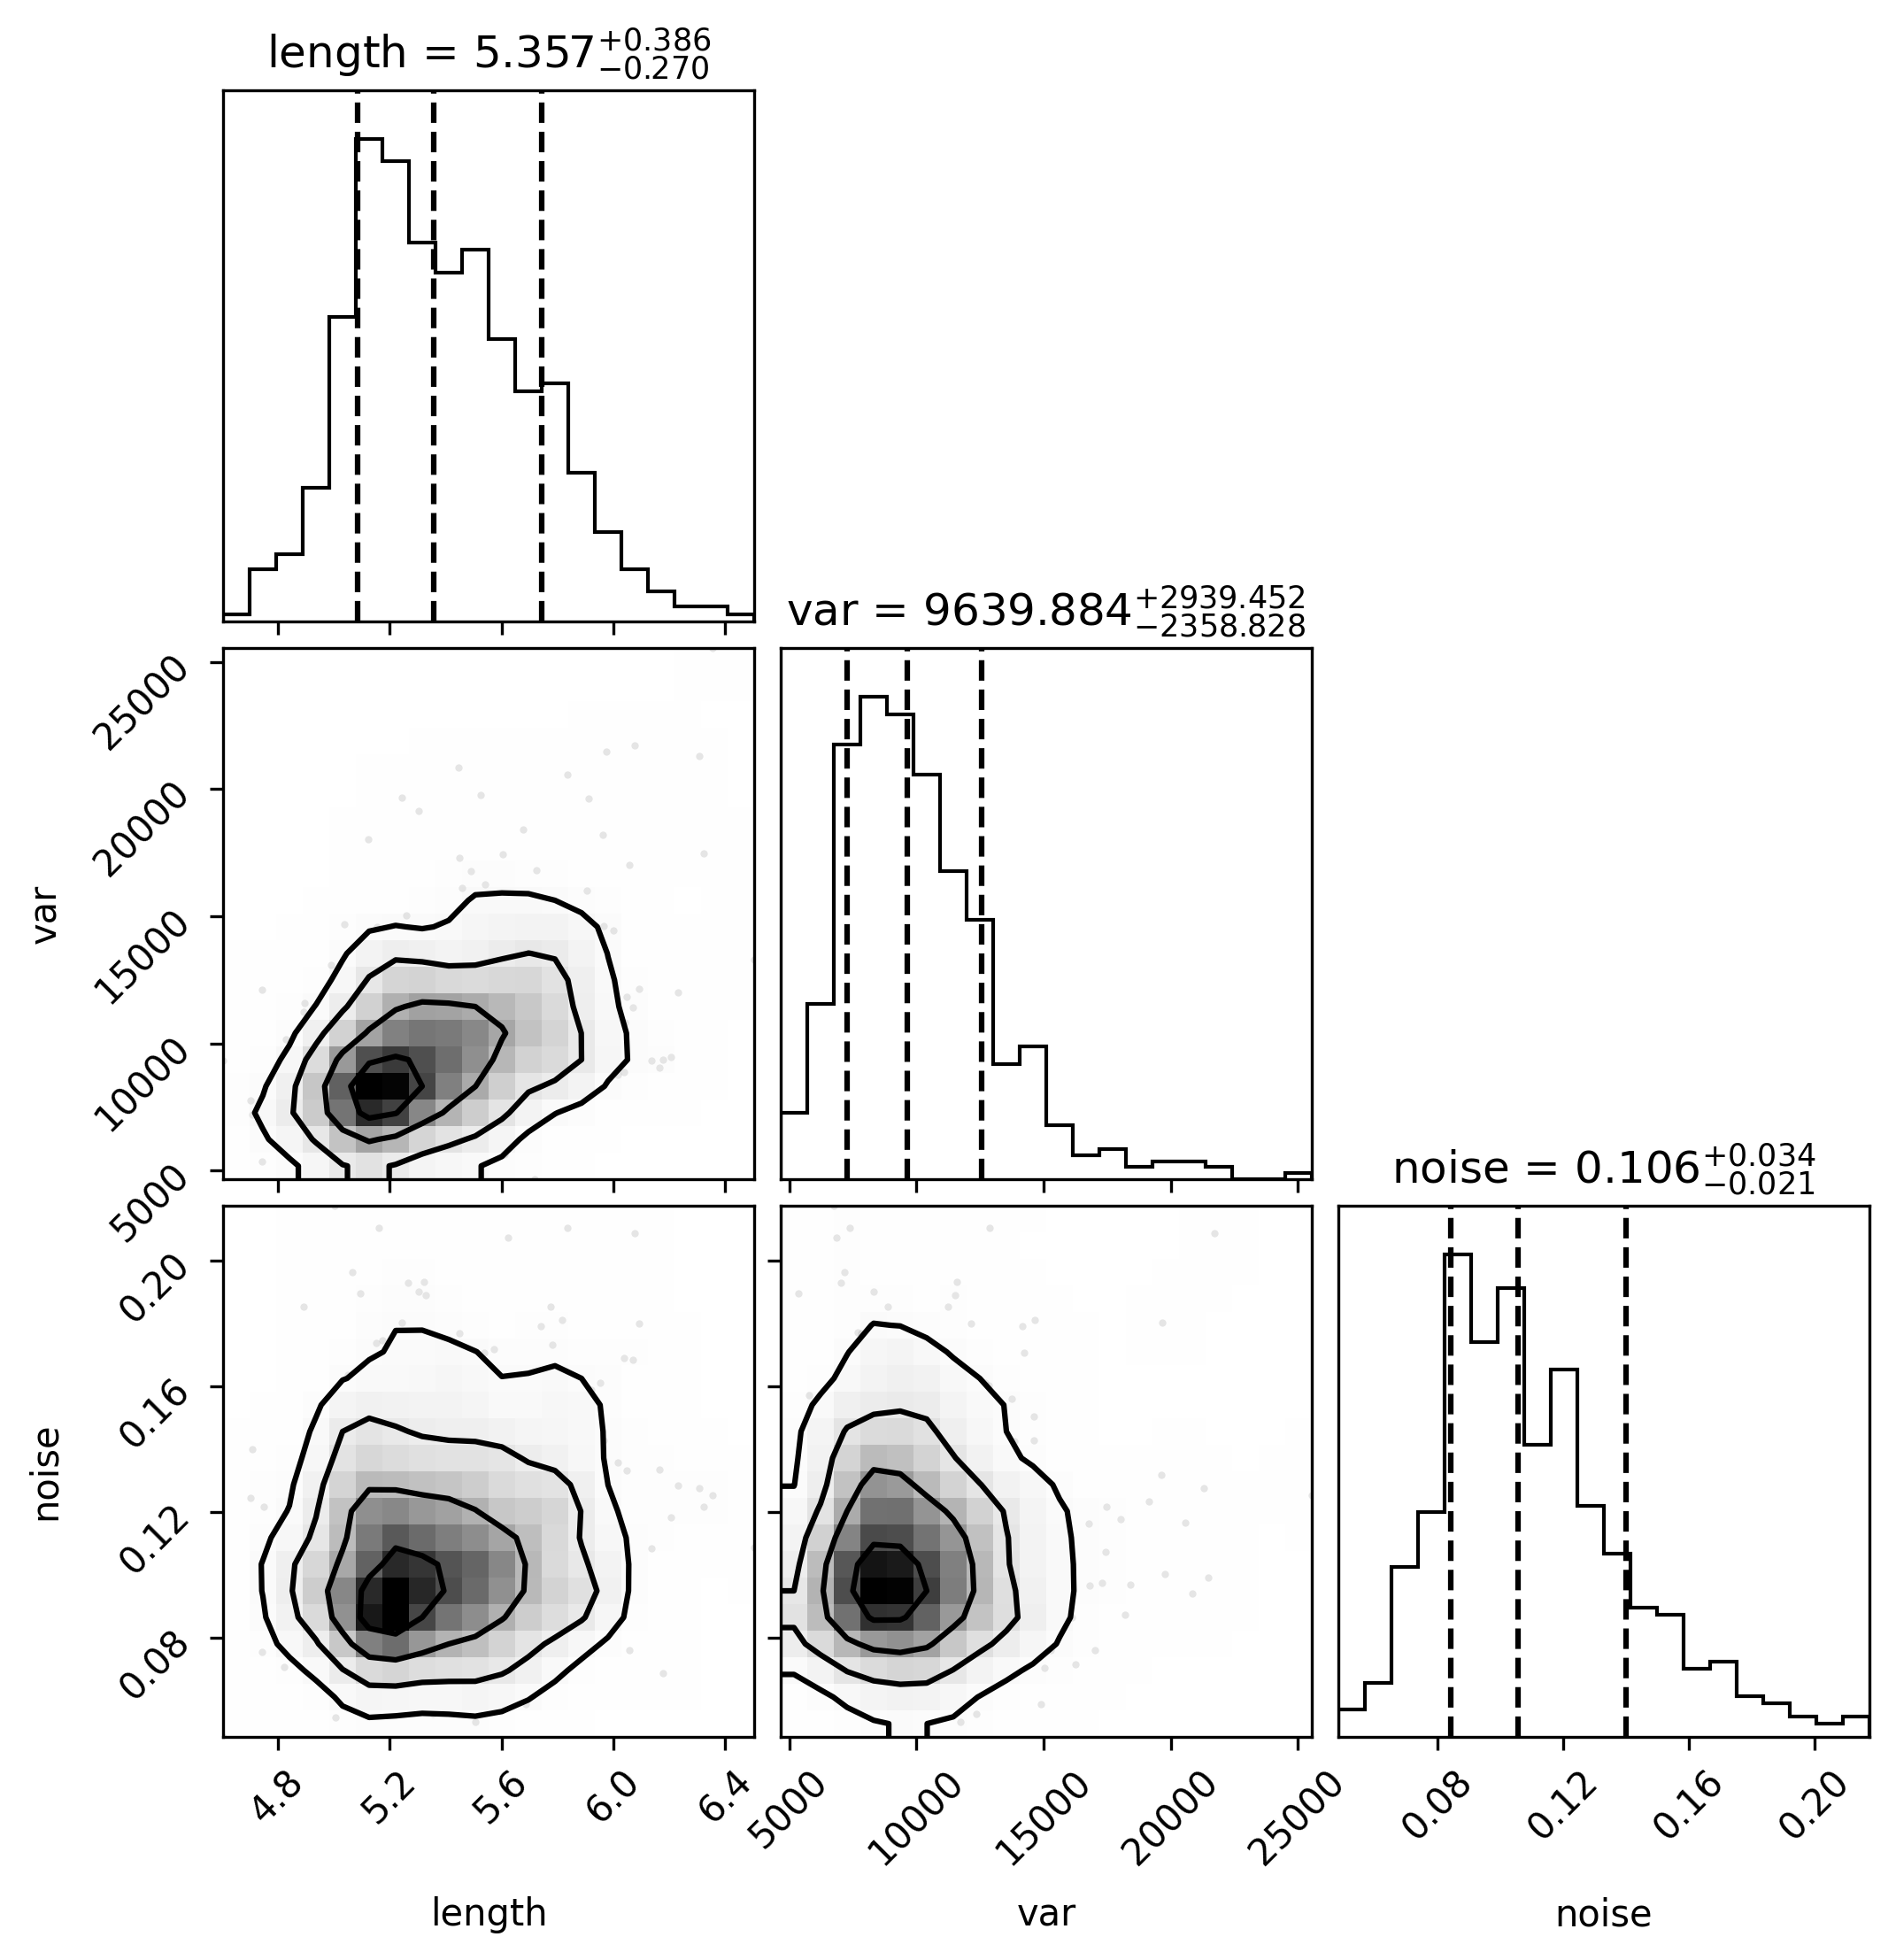 length = 5.357 +0.386 −0.270
var = 9639.884 +2939.452 −2358.828
25000
20000
15000
10000
5000
var
noise = 0.106 +0.034 −0.021
0.20
0.16
0.12
0.08
noise
4.8 5.2 5.6 6.0 6.4
5000 10000 15000 20000 25000
0.08 0.12 0.16 0.20
length
var
noise